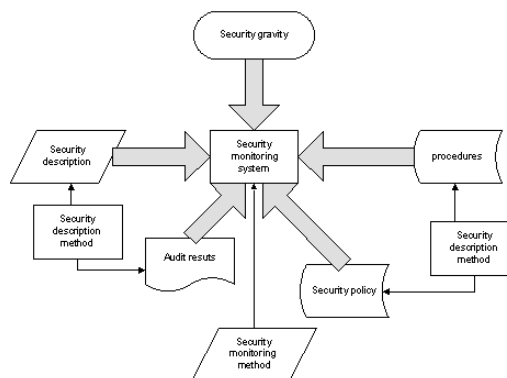 Security gravity
Security
description
Security
monitoring
system
procedures
Security
description
method
Audit resuts
Security
description
method
Security policy
Security
monitoring method